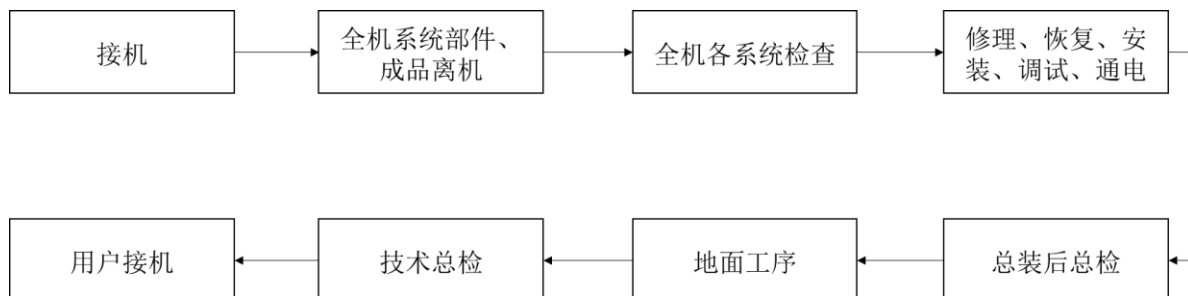 接机
全机系统部件、
成品离机
全机各系统检查
修理、恢复、安
装、调试、通电
总装后总检
地面工序
技术总检
用户接机